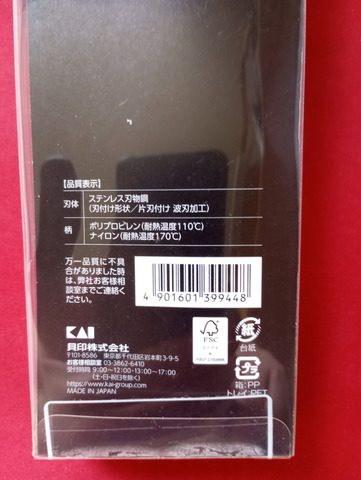 【品質表示】
刃体 ステンレス刃物鋼
(刃付け形状／片刃付け 波刃加工)
柄 ポリプロピレン(耐熱温度110℃)
ナイロン(耐熱温度170℃)
万一品質に不具
合がありました時
は、弊社お客様相
談室までご連絡く
ださい。
4 901601 399448
KAI
貝印株式会社
〒101-8586 東京都千代田区岩本町3-9-5
お客様相談室 03-3862-6410
受付時間 9:00～12:00・13:00～17:00
(土・日・祝日を除く)
https://www.kai-group.com
MADE IN JAPAN
FSC
紙
台紙
プラ
箱:PP
トレイ:PET